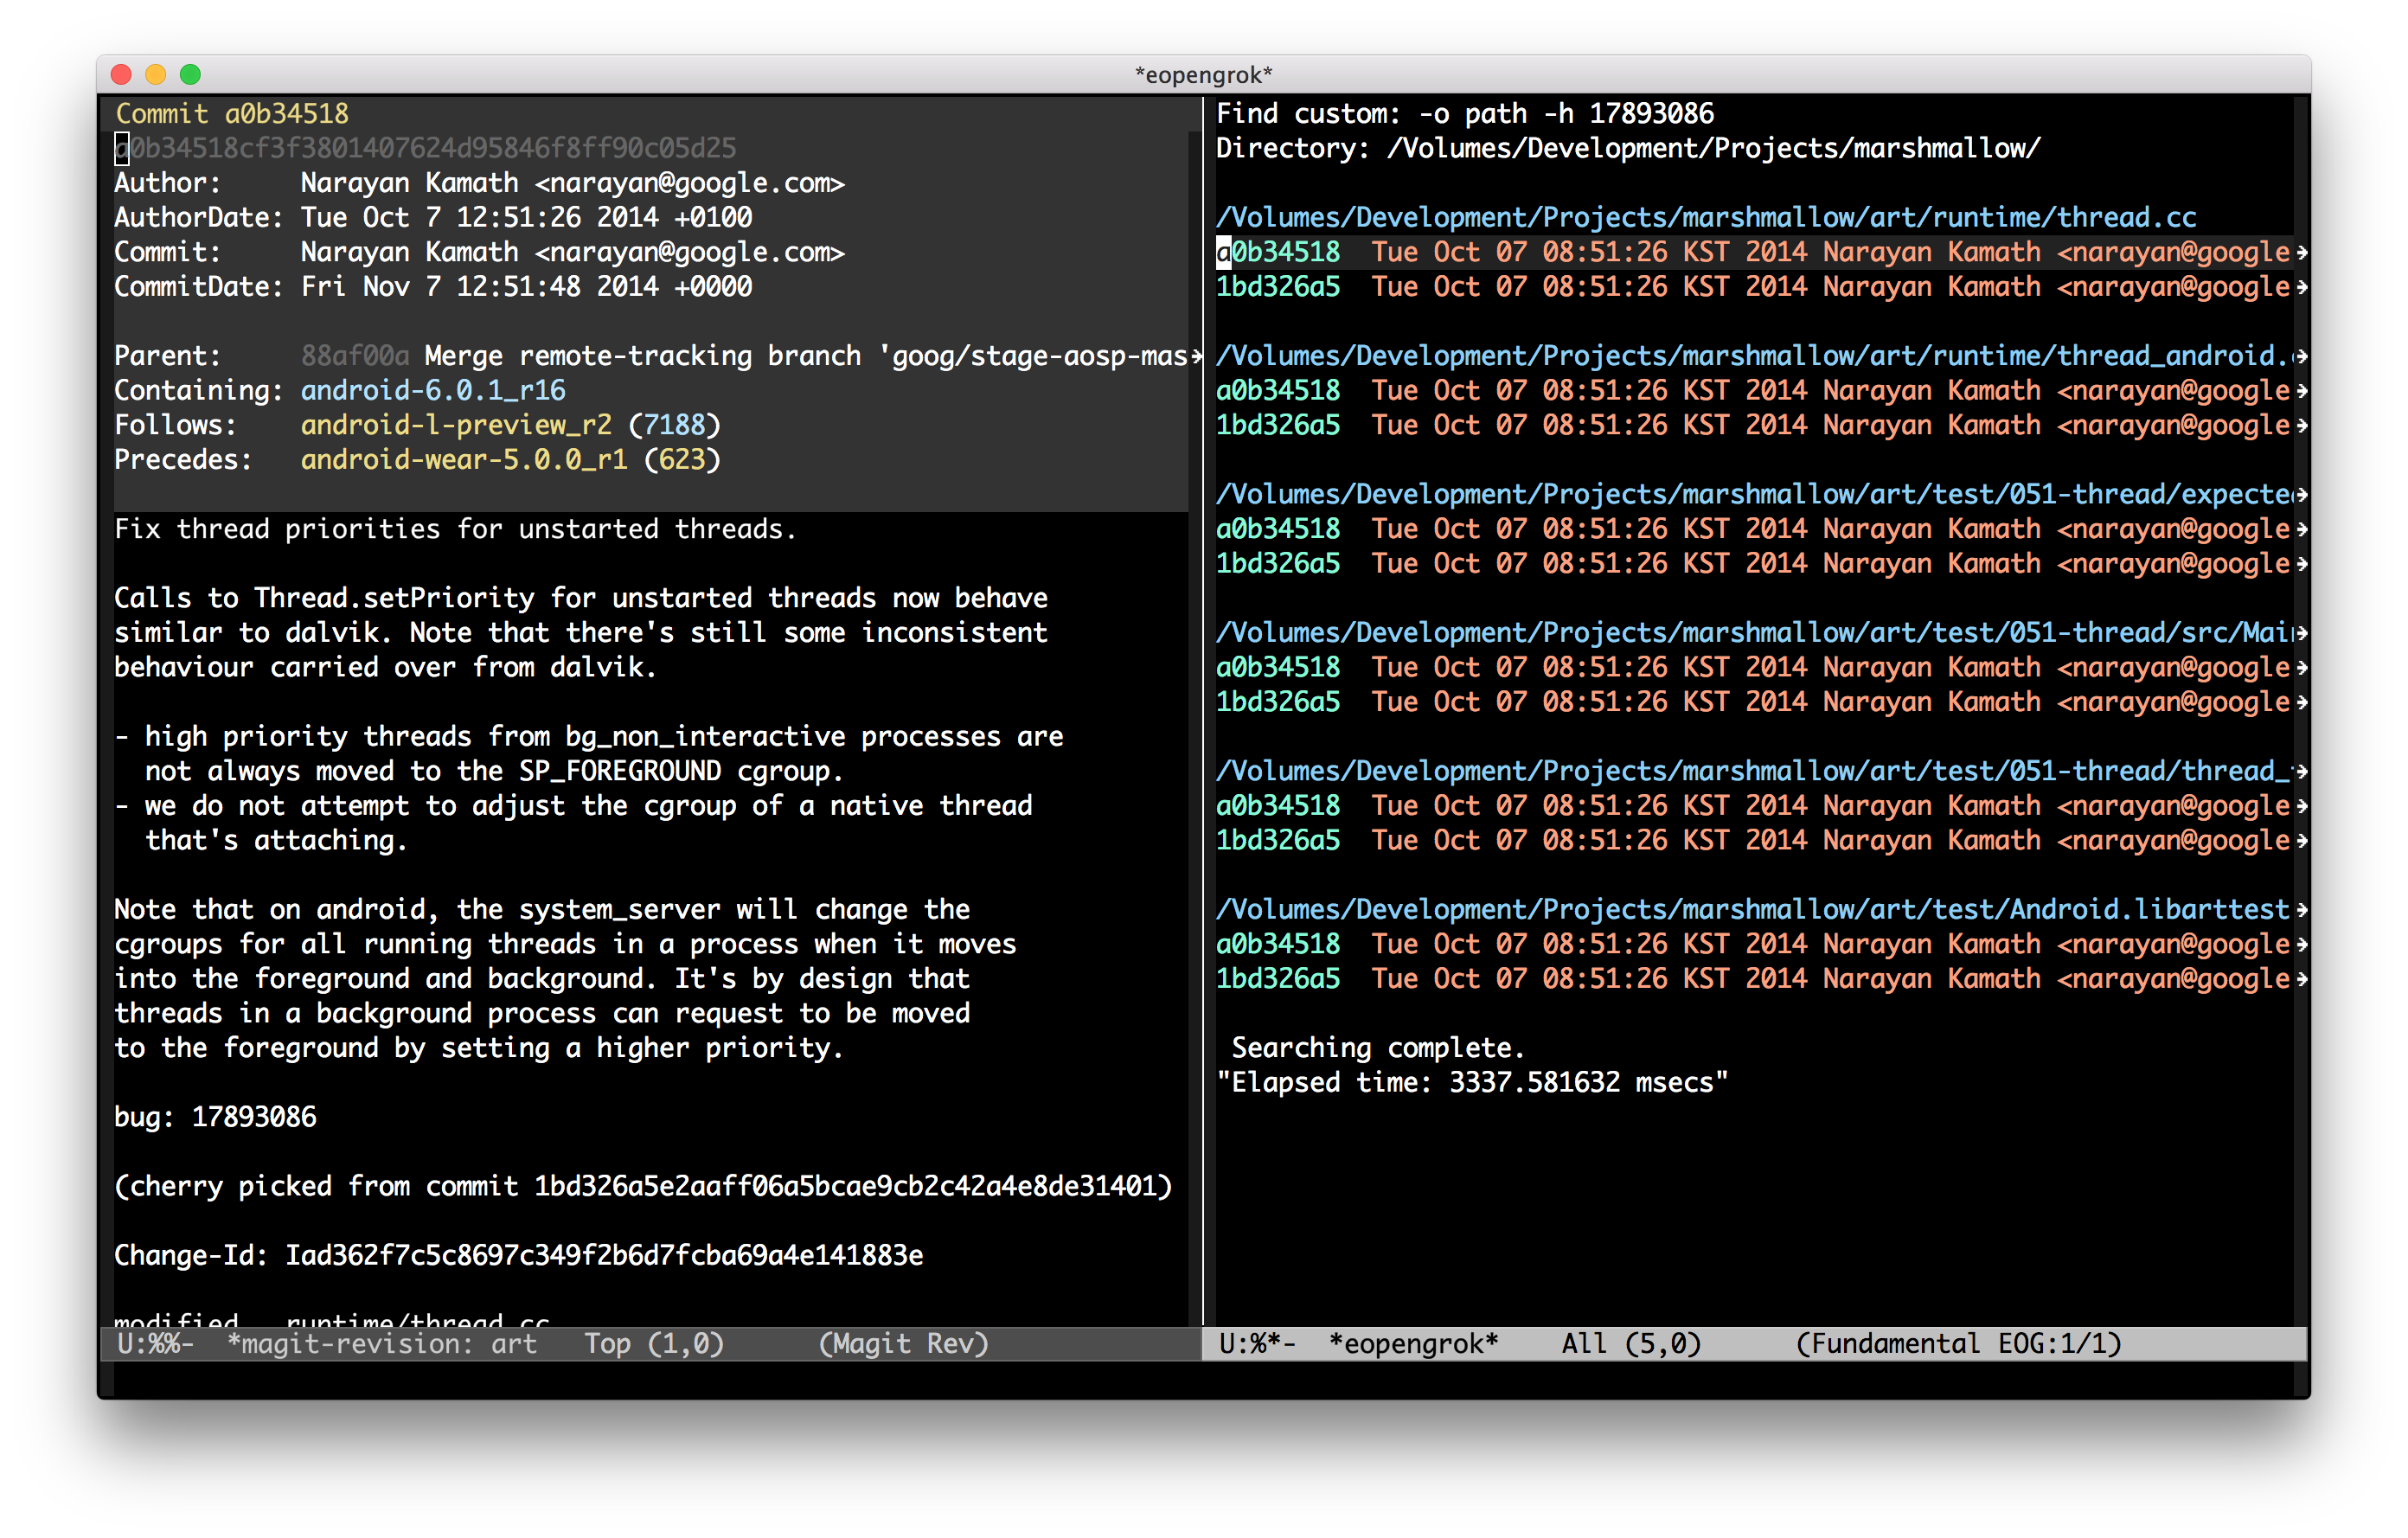 *eopengrok*
Commit a0b34518
a0b34518cf3f3801407624d95846f8ff90c05d25
Author:     Narayan Kamath <narayan@google.com>
AuthorDate: Tue Oct 7 12:51:26 2014 +0100
Commit:     Narayan Kamath <narayan@google.com>
CommitDate: Fri Nov 7 12:51:48 2014 +0000
Parent:     88af00a Merge remote-tracking branch 'goog/stage-aosp-mas
Containing: android-6.0.1_r16
Follows:    android-l-preview_r2 (7188)
Precedes:   android-wear-5.0.0_r1 (623)
Fix thread priorities for unstarted threads.
Calls to Thread.setPriority for unstarted threads now behave
similar to dalvik. Note that there's still some inconsistent
behaviour carried over from dalvik.
- high priority threads from bg_non_interactive processes are
  not always moved to the SP_FOREGROUND cgroup.
- we do not attempt to adjust the cgroup of a native thread
  that's attaching.
Note that on android, the system_server will change the
cgroups for all running threads in a process when it moves
into the foreground and background. It's by design that
threads in a background process can request to be moved
to the foreground by setting a higher priority.
bug: 17893086
(cherry picked from commit 1bd326a5e2aaff06a5bcae9cb2c42a4e8de31401)
Change-Id: Iad362f7c5c8697c349f2b6d7fcba69a4e141883e
modified   runtime/thread.cc
U:%%-  *magit-revision: art   Top (1,0)      (Magit Rev)
Find custom: -o path -h 17893086
Directory: /Volumes/Development/Projects/marshmallow/
/Volumes/Development/Projects/marshmallow/art/runtime/thread.cc
a0b34518  Tue Oct 07 08:51:26 KST 2014 Narayan Kamath <narayan@google
1bd326a5  Tue Oct 07 08:51:26 KST 2014 Narayan Kamath <narayan@google
/Volumes/Development/Projects/marshmallow/art/runtime/thread_android.
a0b34518  Tue Oct 07 08:51:26 KST 2014 Narayan Kamath <narayan@google
1bd326a5  Tue Oct 07 08:51:26 KST 2014 Narayan Kamath <narayan@google
/Volumes/Development/Projects/marshmallow/art/test/051-thread/expecte
a0b34518  Tue Oct 07 08:51:26 KST 2014 Narayan Kamath <narayan@google
1bd326a5  Tue Oct 07 08:51:26 KST 2014 Narayan Kamath <narayan@google
/Volumes/Development/Projects/marshmallow/art/test/051-thread/src/Mai
a0b34518  Tue Oct 07 08:51:26 KST 2014 Narayan Kamath <narayan@google
1bd326a5  Tue Oct 07 08:51:26 KST 2014 Narayan Kamath <narayan@google
/Volumes/Development/Projects/marshmallow/art/test/051-thread/thread_
a0b34518  Tue Oct 07 08:51:26 KST 2014 Narayan Kamath <narayan@google
1bd326a5  Tue Oct 07 08:51:26 KST 2014 Narayan Kamath <narayan@google
/Volumes/Development/Projects/marshmallow/art/test/Android.libarttest
a0b34518  Tue Oct 07 08:51:26 KST 2014 Narayan Kamath <narayan@google
1bd326a5  Tue Oct 07 08:51:26 KST 2014 Narayan Kamath <narayan@google
Searching complete.
"Elapsed time: 3337.581632 msecs"
U:%*-  *eopengrok*    All (5,0)      (Fundamental EOG:1/1)